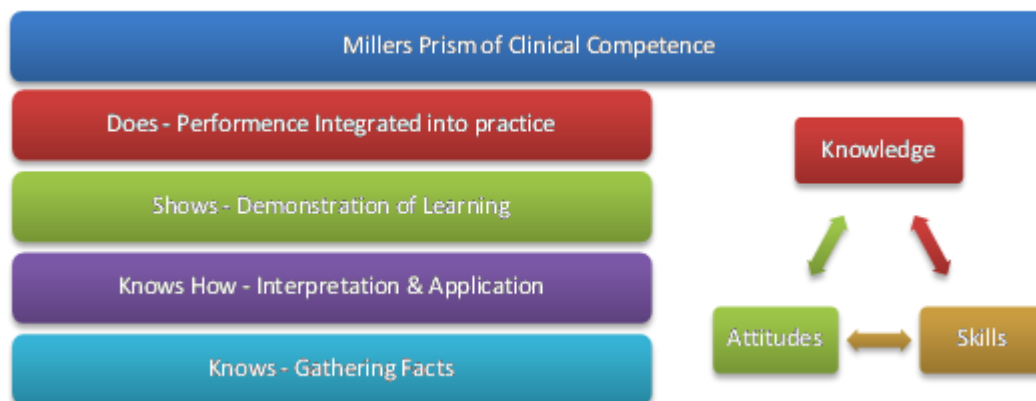 Millers Prism of Clinical Competence
Does - Performence Integrated into practice
Shows - Demonstration of Learning
Knows How - Interpretation & Application
Knows - Gathering Facts
Knowledge
Attitudes
Skills